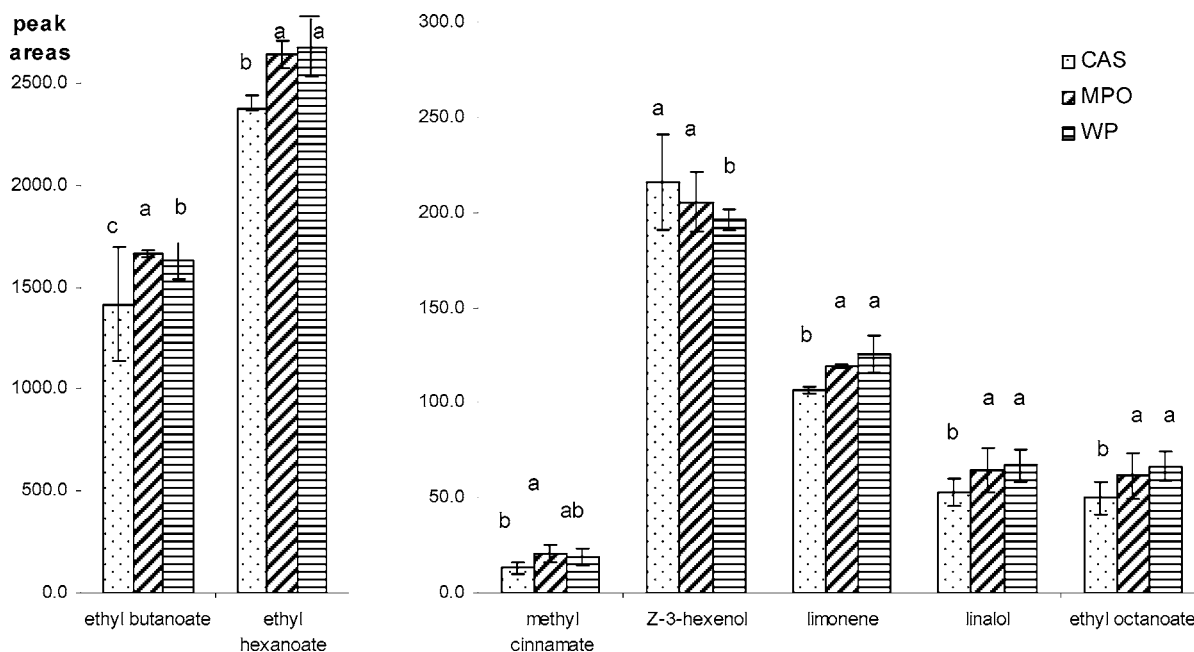 peak
areas
2500.0
2000.0
1500.0
1000.0
500.0
0.0
c
a
b
b
a
a
ethyl butanoate
ethyl
hexanoate
300.0
250.0
200.0
150.0
100.0
50.0
0.0
b
a
ab
a
a
b
b
a
a
b
a
a
b
a
a
methyl
cinnamate
Z-3-hexenol
limonene
linalol
ethyl octanoate
CAS
MPO
WP